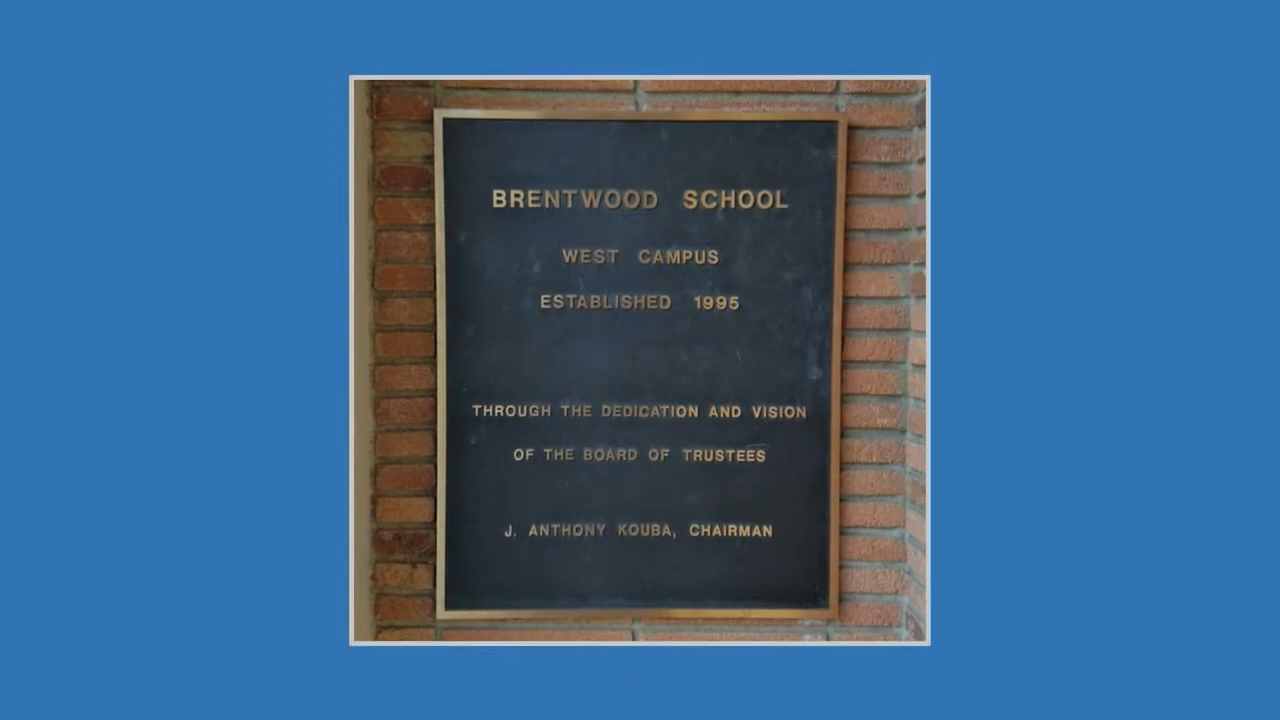 BRENTWOOD SCHOOL
WEST CAMPUS
ESTABLISHED 1995
THROUGH THE DEDICATION AND VISION
OF THE BOARD OF TRUSTEES
J. ANTHONY KOUBA, CHAIRMAN